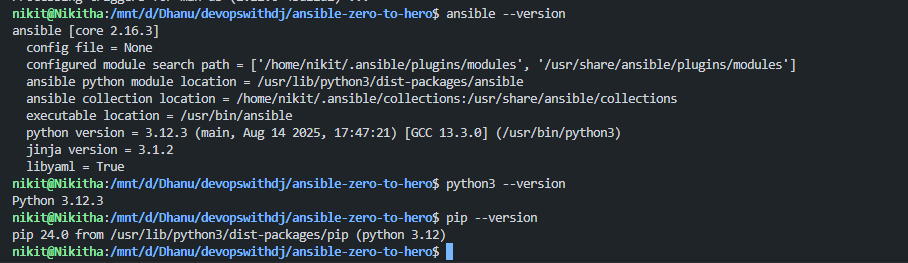 nikit@Nikitha:/mnt/d/Dhanu/devopswithdj/ansible-zero-to-hero$ ansible --version
ansible [core 2.16.3]
  config file = None
  configured module search path = ['/home/nikit/.ansible/plugins/modules', '/usr/share/ansible/plugins/modules']
  ansible python module location = /usr/lib/python3/dist-packages/ansible
  ansible collection location = /home/nikit/.ansible/collections:/usr/share/ansible/collections
  executable location = /usr/bin/ansible
  python version = 3.12.3 (main, Aug 14 2025, 17:47:21) [GCC 13.3.0] (/usr/bin/python3)
  jinja version = 3.1.2
  libyaml = True
nikit@Nikitha:/mnt/d/Dhanu/devopswithdj/ansible-zero-to-hero$ python3 --version
Python 3.12.3
nikit@Nikitha:/mnt/d/Dhanu/devopswithdj/ansible-zero-to-hero$ pip --version
pip 24.0 from /usr/lib/python3/dist-packages/pip (python 3.12)
nikit@Nikitha:/mnt/d/Dhanu/devopswithdj/ansible-zero-to-hero$